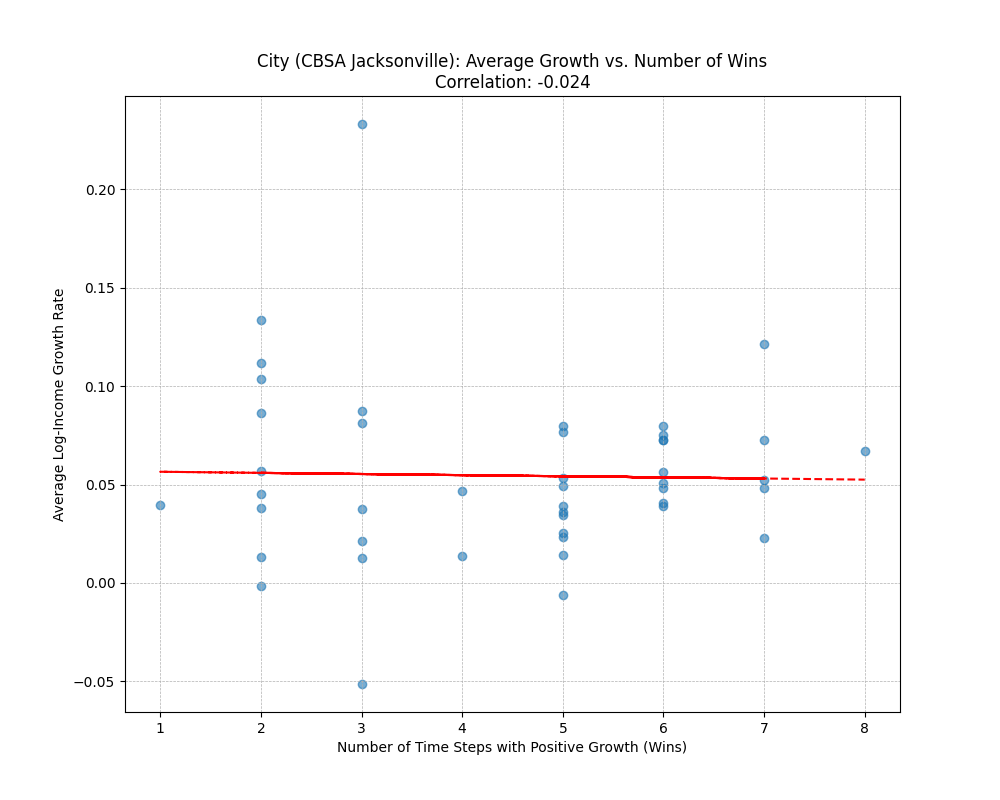 City (CBSA Jacksonville): Average Growth vs. Number of Wins
Correlation: -0.024
Average Log-Income Growth Rate
0.20
0.15
0.10
0.05
0.00
−0.05
1 2 3 4 5 6 7 8
Number of Time Steps with Positive Growth (Wins)